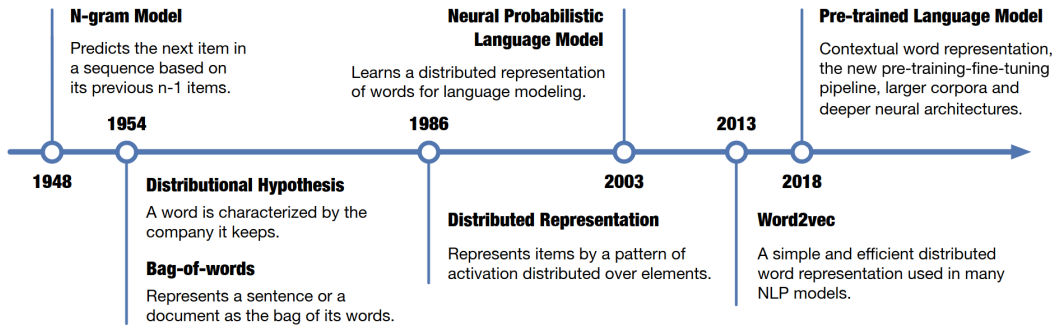 N-gram Model
Predicts the next item in
a sequence based on
its previous n-1 items.
Neural Probabilistic
Language Model
Learns a distributed representation
of words for language modeling.
Pre-trained Language Model
Contextual word representation,
the new pre-training-fine-tuning
pipeline, larger corpora and
deeper neural architectures.
1954
1986
2013
1948
2003
2018
Distributional Hypothesis
A word is characterized by the
company it keeps.
Bag-of-words
Represents a sentence or a
document as the bag of its words.
Distributed Representation
Represents items by a pattern of
activation distributed over elements.
Word2vec
A simple and efficient distributed
word representation used in many
NLP models.